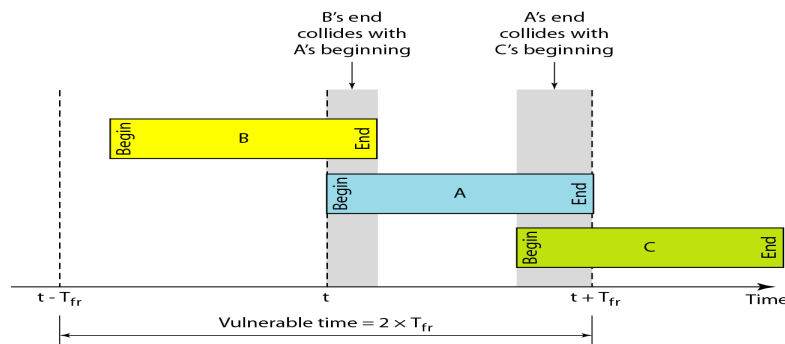 B's end
collides with
A's beginning
A's end
collides with
C's beginning
Begin
B
End
Begin
A
End
Begin
C
End
t - Tfr
t
t + Tfr
Time
Vulnerable time = 2 × Tfr